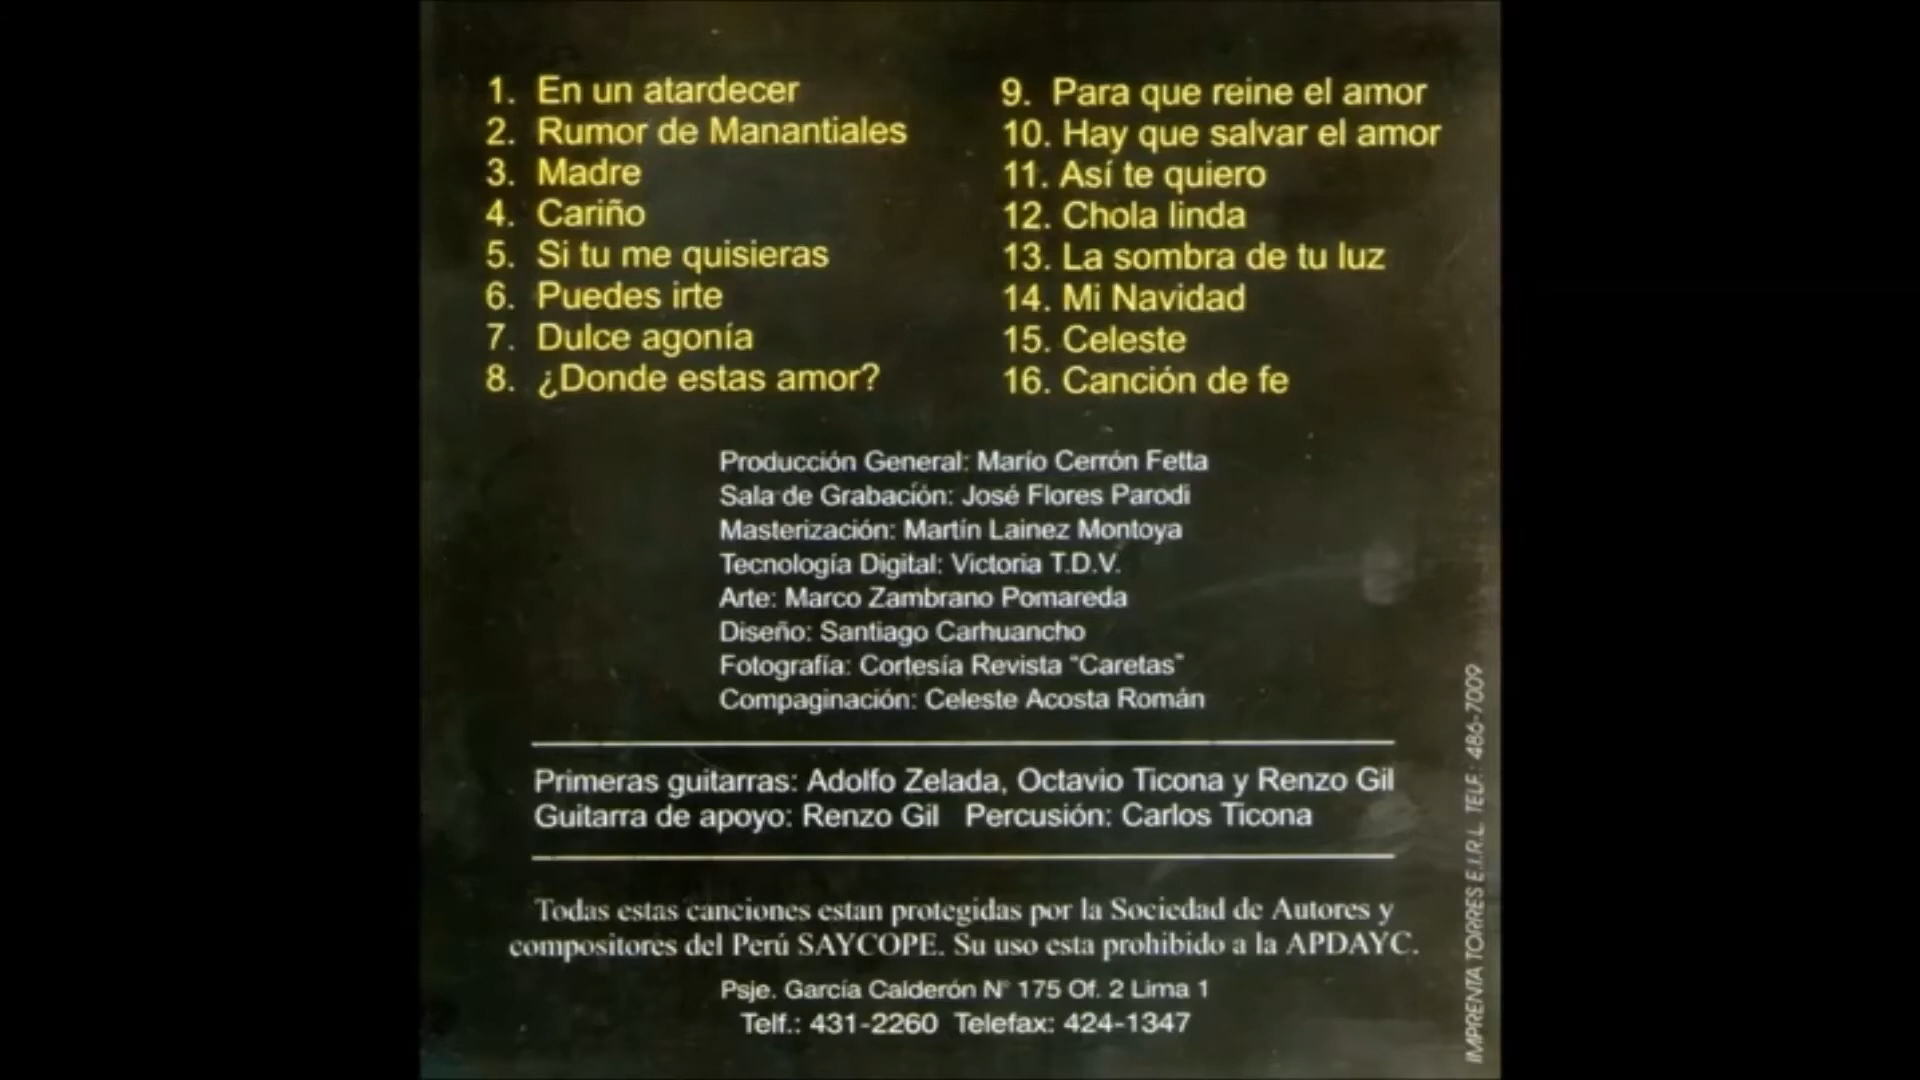 1. En un atardecer
2. Rumor de Manantiales
3. Madre
4. Cariño
5. Si tu me quisieras
6. Puedes irte
7. Dulce agonía
8. ¿Donde estas amor?
9. Para que reine el amor
10. Hay que salvar el amor
11. Así te quiero
12. Chola linda
13. La sombra de tu luz
14. Mi Navidad
15. Celeste
16. Canción de fe
Producción General: Mario Cerrón Fetta
Sala de Grabación: José Flores Parodi
Masterización: Martín Lainez Montoya
Tecnología Digital: Victoria T.D.V.
Arte: Marco Zambrano Pomareda
Diseño: Santiago Carhuancho
Fotografía: Cortesía Revista "Caretas"
Compaginación: Celeste Acosta Román
Primeras guitarras: Adolfo Zelada, Octavio Ticona y Renzo Gil
Guitarra de apoyo: Renzo Gil Percusión: Carlos Ticona
Todas estas canciones estan protegidas por la Sociedad de Autores y
compositores del Perú SAYCOPE. Su uso esta prohibido a la APDAYC.
Psje. García Calderón N° 175 Of. 2 Lima 1
Telf.: 431-2260 Telefax: 424-1347
IMPRENTA TORRES E.I.R.L. TELF.: 486-7009